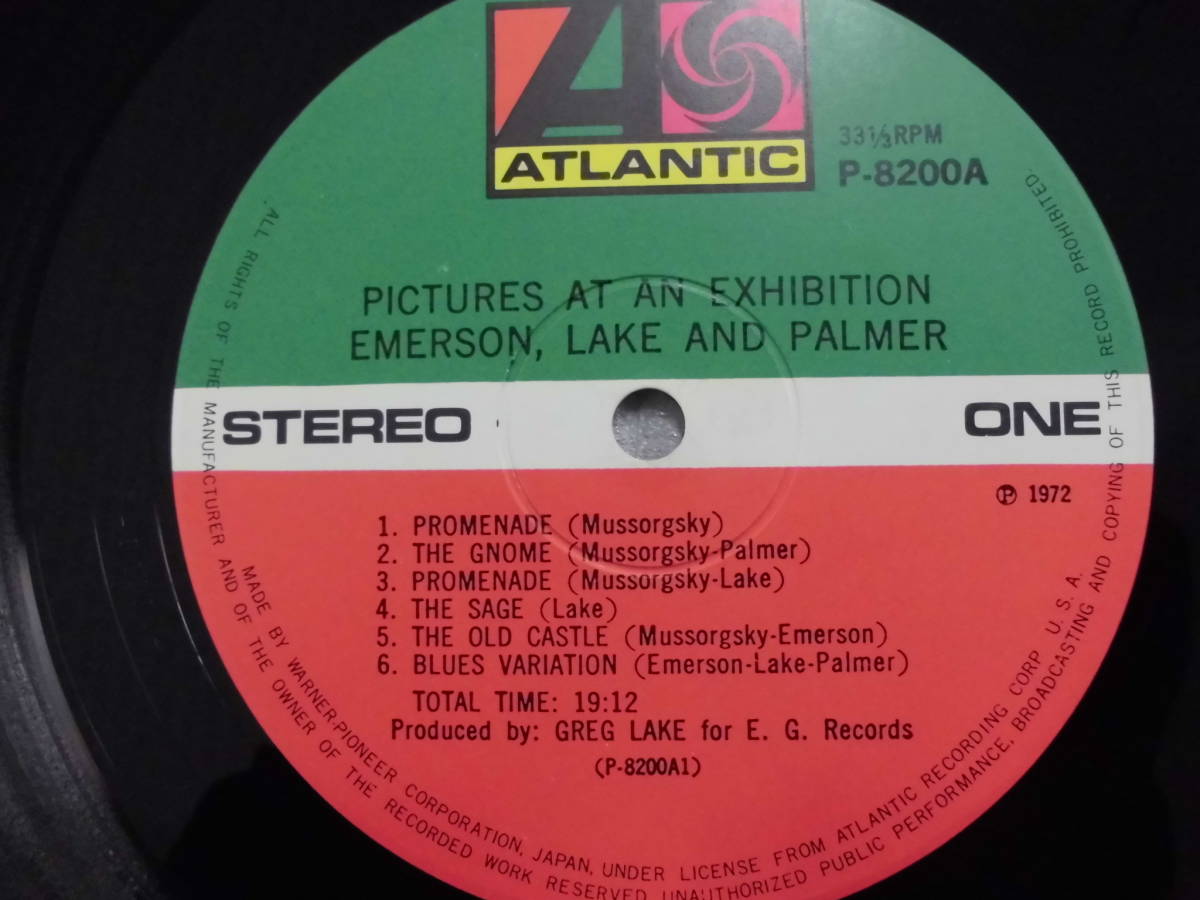 ATLANTIC
33⅓RPM
P-8200A
PICTURES AT AN EXHIBITION
EMERSON, LAKE AND PALMER
STEREO
ONE
℗ 1972
1. PROMENADE (Mussorgsky)
2. THE GNOME (Mussorgsky-Palmer)
3. PROMENADE (Mussorgsky-Lake)
4. THE SAGE (Lake)
5. THE OLD CASTLE (Mussorgsky-Emerson)
6. BLUES VARIATION (Emerson-Lake-Palmer)
TOTAL TIME: 19:12
Produced by: GREG LAKE for E. G. Records
(P-8200A1)
MADE BY WARNER-PIONEER CORPORATION, JAPAN, UNDER LICENSE FROM ATLANTIC RECORDING CORP U. S. A.
ALL RIGHTS OF THE MANUFACTURER AND OF THE OWNER OF THE RECORDED WORK RESERVED UNAUTHORIZED PUBLIC PERFORMANCE, BROADCASTING AND COPYING OF THIS RECORD PROHIBITED.